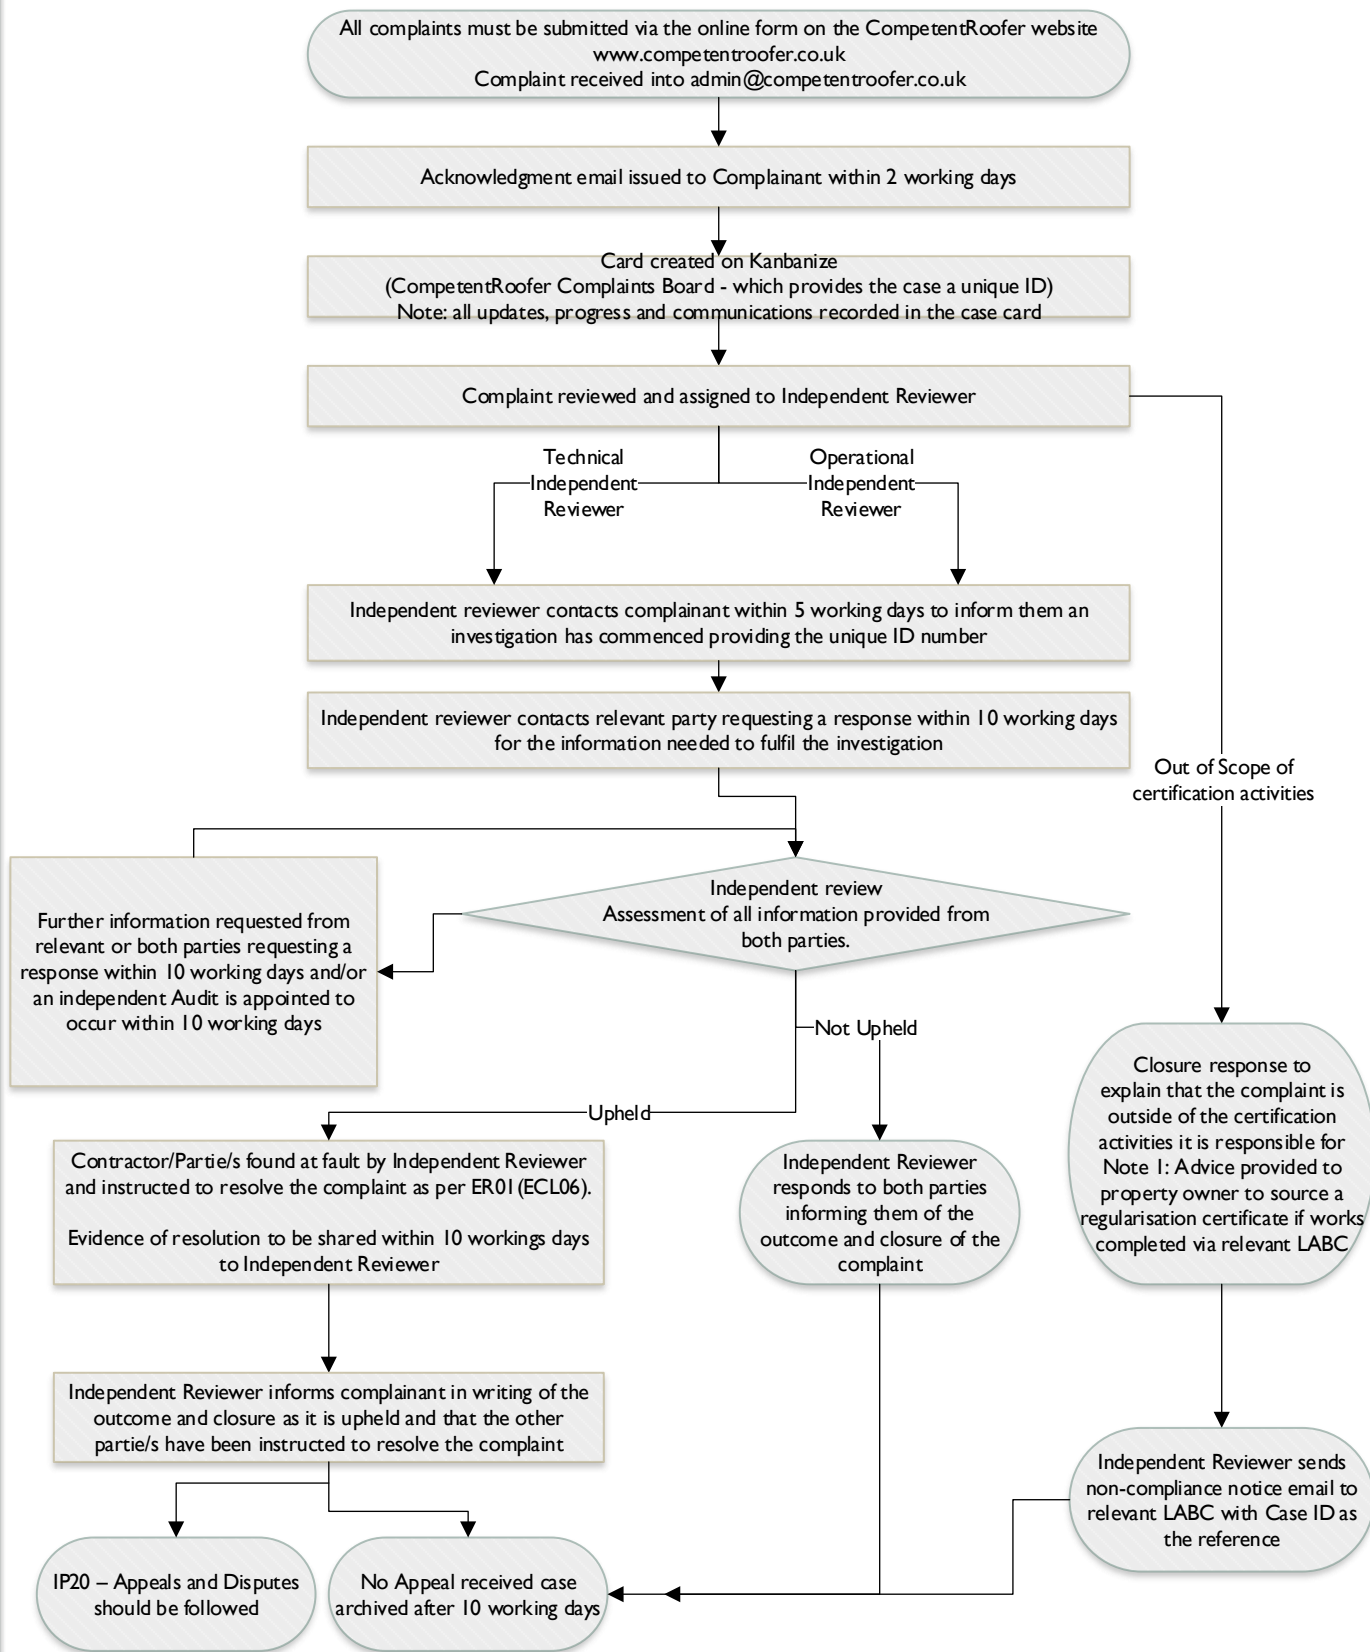 All complaints must be submitted via the online form on the CompetentRoofer website
www.competentroofer.co.uk
Complaint received into admin@competentroofer.co.uk
Acknowledgment email issued to Complainant within 2 working days
Card created on Kanbanize
(CompetentRoofer Complaints Board - which provides the case a unique ID)
Note: all updates, progress and communications recorded in the case card
Complaint reviewed and assigned to Independent Reviewer
Technical
Independent
Reviewer
Operational
Independent
Reviewer
Independent reviewer contacts complainant within 5 working days to inform them an
investigation has commenced providing the unique ID number
Independent reviewer contacts relevant party requesting a response within 10 working days
for the information needed to fulfil the investigation
Out of Scope of
certification activities
Independent review
Assessment of all information provided from
both parties.
Further information requested from
relevant or both parties requesting a
response within 10 working days and/or
an independent Audit is appointed to
occur within 10 working days
Not Upheld
Upheld
Contractor/Partie/s found at fault by Independent Reviewer
and instructed to resolve the complaint as per ER01(ECL06).
Evidence of resolution to be shared within 10 workings days
to Independent Reviewer
Independent Reviewer
responds to both parties
informing them of the
outcome and closure of the
complaint
Closure response to
explain that the complaint is
outside of the certification
activities it is responsible for
Note 1: Advice provided to
property owner to source a
regularisation certificate if works
completed via relevant LABC
Independent Reviewer informs complainant in writing of the
outcome and closure as it is upheld and that the other
partie/s have been instructed to resolve the complaint
Independent Reviewer sends
non-compliance notice email to
relevant LABC with Case ID as
the reference
IP20 – Appeals and Disputes
should be followed
No Appeal received case
archived after 10 working days